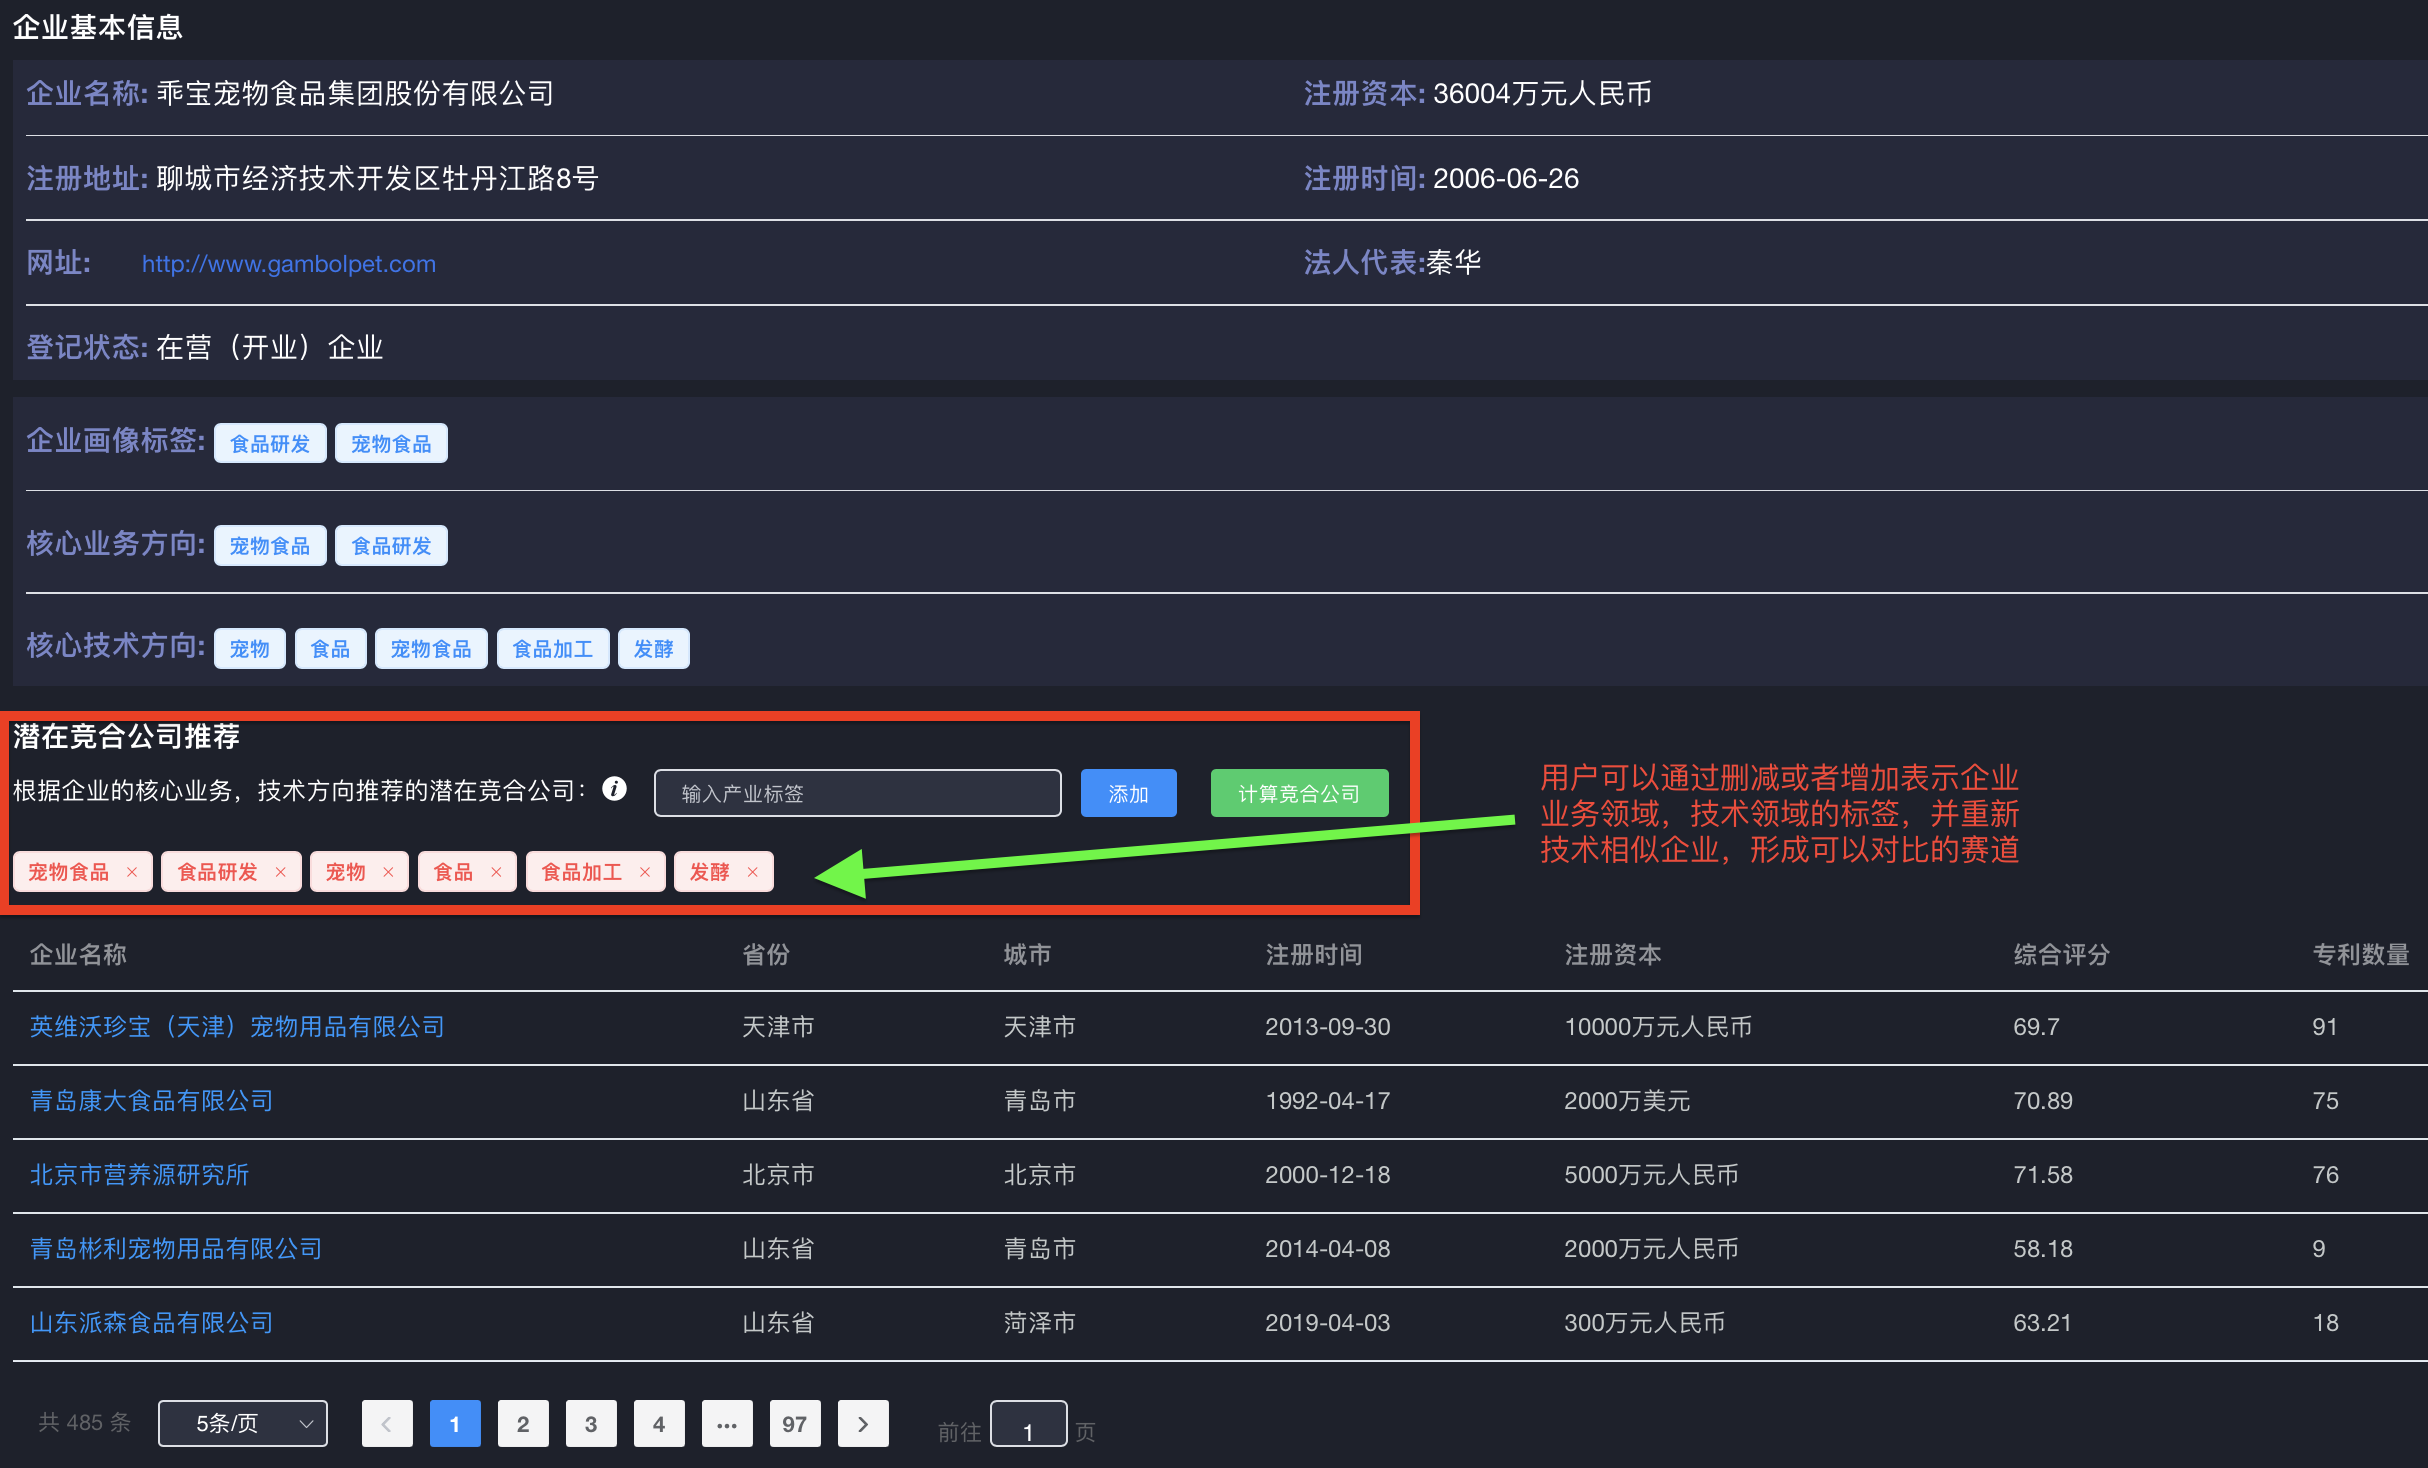 企业基本信息
企业名称: 乖宝宠物食品集团股份有限公司 注册资本: 36004万元人民币
注册地址: 聊城市经济技术开发区牡丹江路8号 注册时间: 2006-06-26
网址: http://www.gambolpet.com 法人代表:秦华
登记状态: 在营（开业）企业
企业画像标签: 食品研发 宠物食品
核心业务方向: 宠物食品 食品研发
核心技术方向: 宠物 食品 宠物食品 食品加工 发酵
潜在竞合公司推荐
根据企业的核心业务，技术方向推荐的潜在竞合公司： 输入产业标签 添加 计算竞合公司
宠物食品 × 食品研发 × 宠物 × 食品 × 食品加工 × 发酵 ×
用户可以通过删减或者增加表示企业
业务领域，技术领域的标签，并重新
技术相似企业，形成可以对比的赛道
企业名称 省份 城市 注册时间 注册资本 综合评分 专利数量
英维沃珍宝（天津）宠物用品有限公司 天津市 天津市 2013-09-30 10000万元人民币 69.7 91
青岛康大食品有限公司 山东省 青岛市 1992-04-17 2000万美元 70.89 75
北京市营养源研究所 北京市 北京市 2000-12-18 5000万元人民币 71.58 76
青岛彬利宠物用品有限公司 山东省 青岛市 2014-04-08 2000万元人民币 58.18 9
山东派森食品有限公司 山东省 菏泽市 2019-04-03 300万元人民币 63.21 18
共 485 条 5条/页 1 2 3 4 ... 97 前往 1 页